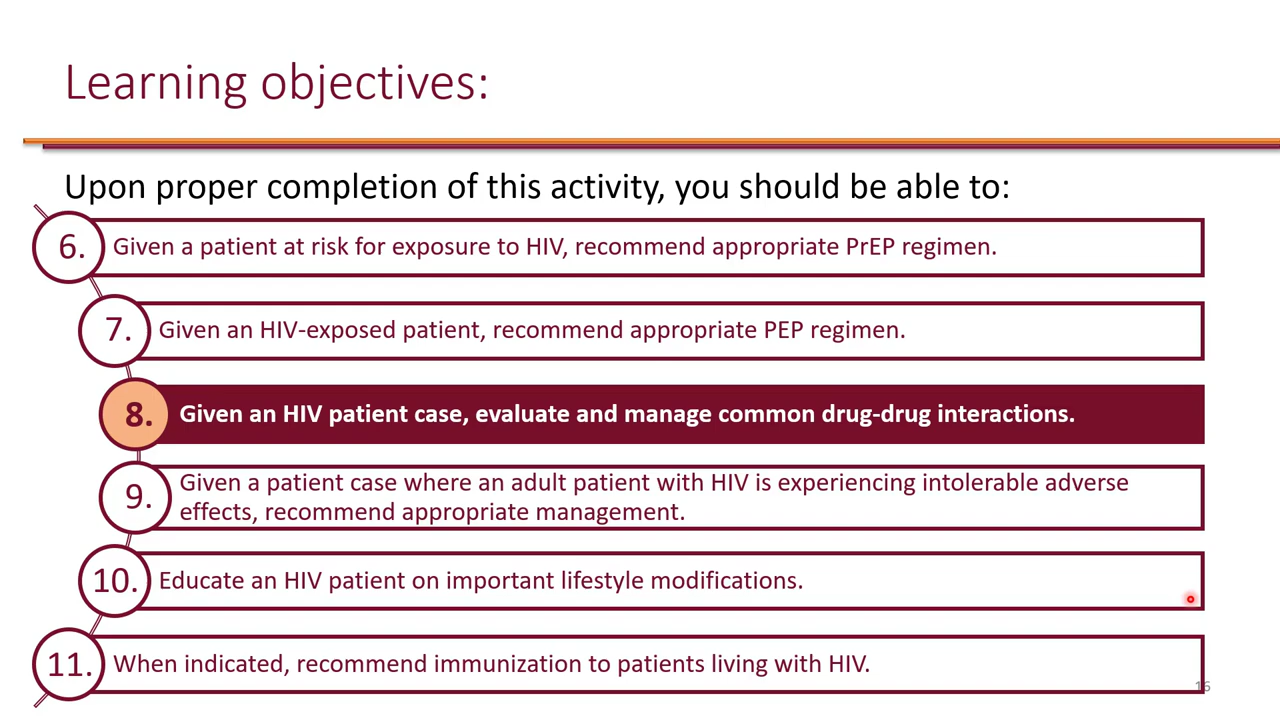 Learning objectives:
Upon proper completion of this activity, you should be able to:
6. Given a patient at risk for exposure to HIV, recommend appropriate PrEP regimen.
7. Given an HIV-exposed patient, recommend appropriate PEP regimen.
8. Given an HIV patient case, evaluate and manage common drug-drug interactions.
9. Given a patient case where an adult patient with HIV is experiencing intolerable adverse
effects, recommend appropriate management.
10. Educate an HIV patient on important lifestyle modifications.
11. When indicated, recommend immunization to patients living with HIV.
16